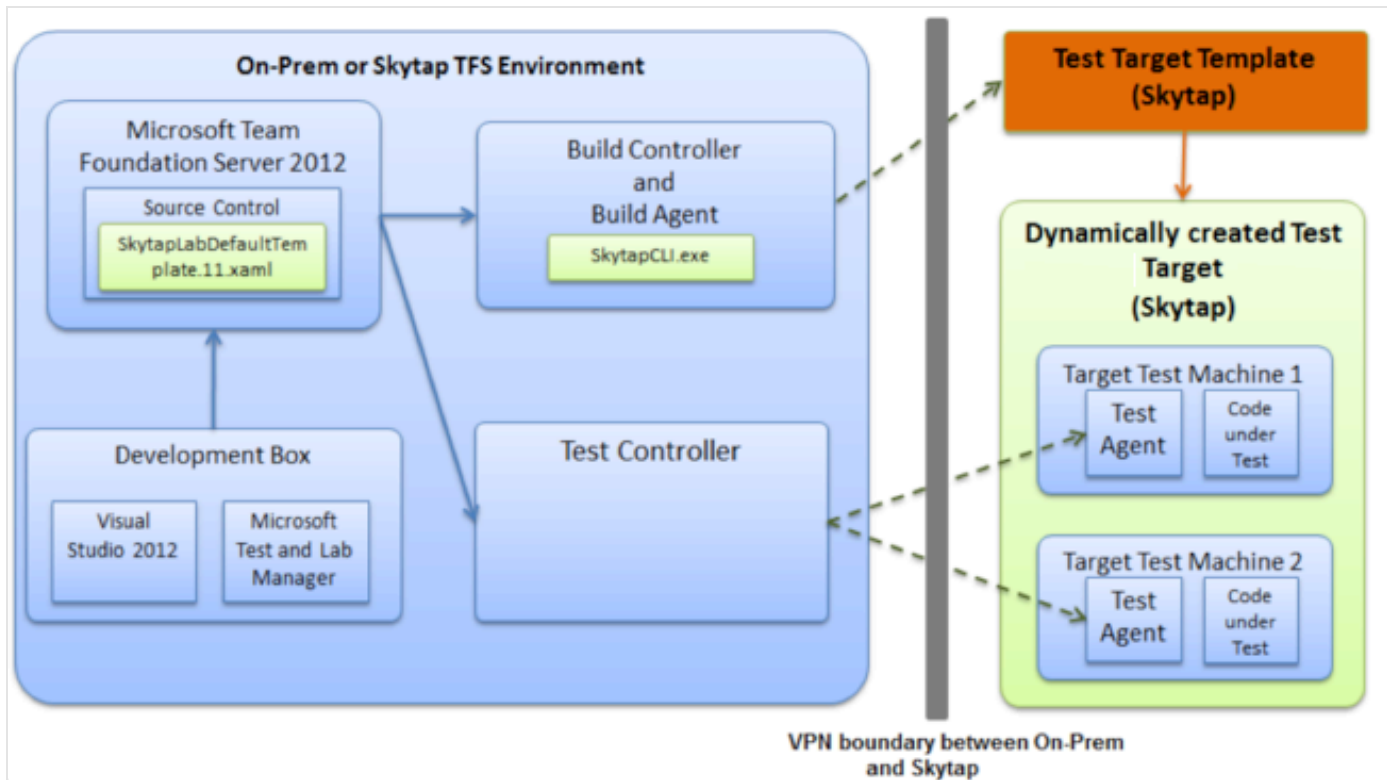 On-Prem or Skytap TFS Environment
Microsoft Team
Foundation Server 2012
Source Control
SkytapLabDefaultTem
plate.11.xaml
Build Controller
and
Build Agent
SkytapCLI.exe
Development Box
Visual
Studio 2012
Microsoft
Test and Lab
Manager
Test Controller
Test Target Template
(Skytap)
Dynamically created Test
Target
(Skytap)
Target Test Machine 1
Test
Agent
Code
under
Test
Target Test Machine 2
Test
Agent
Code
under
Test
VPN boundary between On-Prem
and Skytap